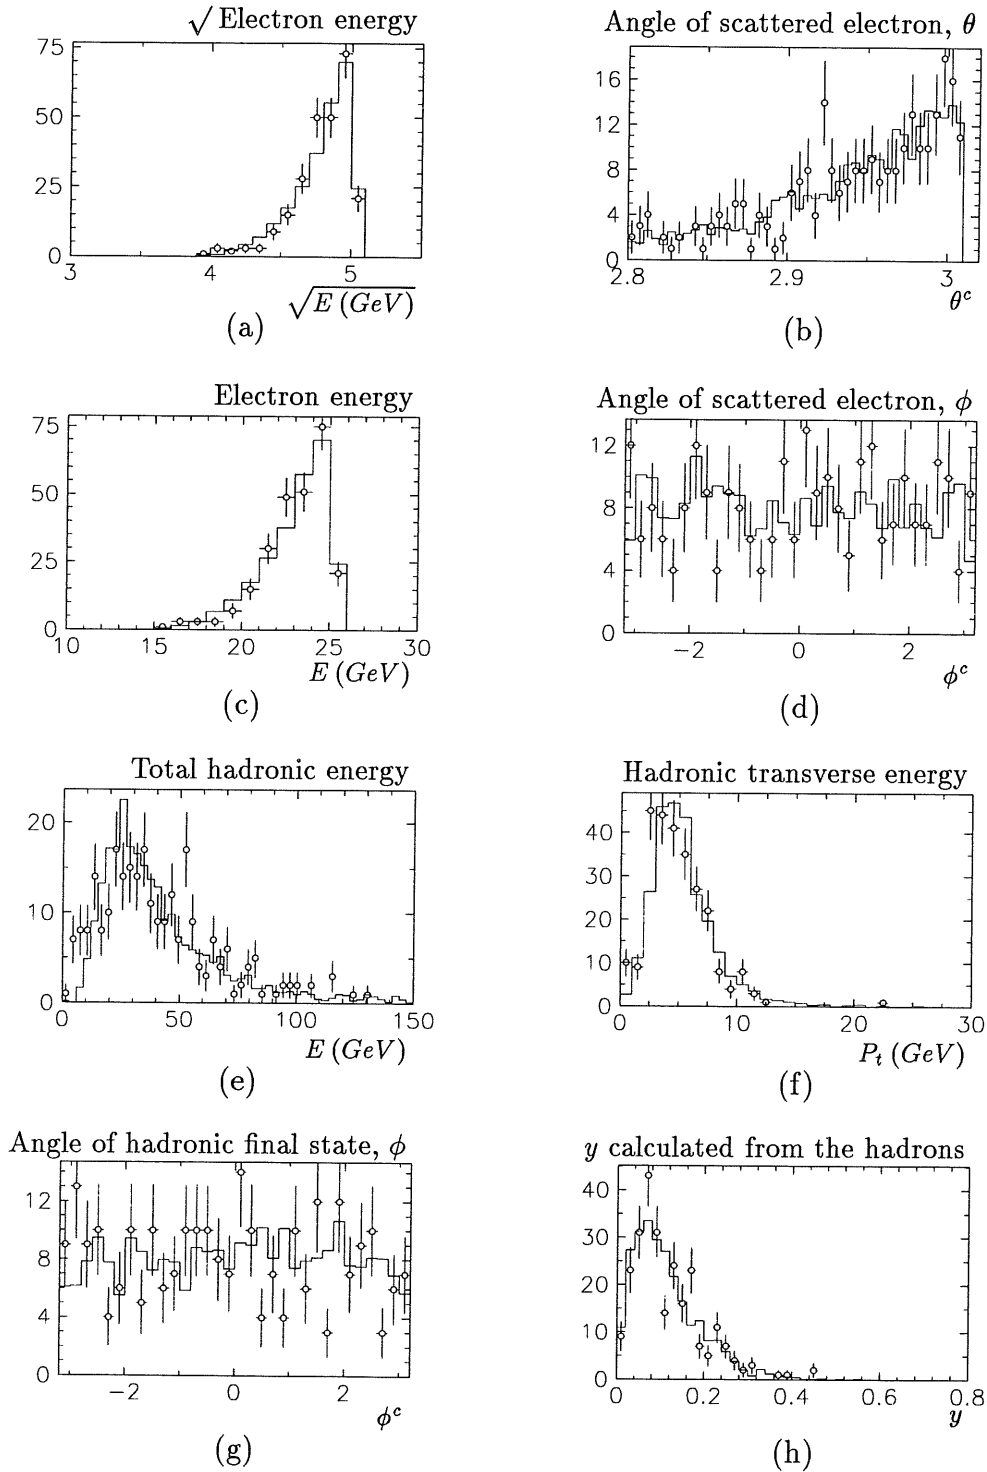 √ Electron energy
75
50
25
0
3
4
5
√E (GeV)
(a)
Angle of scattered electron, θ
16
12
8
4
0
2.8
2.9
3
θᶜ
(b)
Electron energy
75
50
25
0
10
15
20
25
30
E (GeV)
(c)
Angle of scattered electron, ϕ
12
8
4
0
−2
0
2
ϕᶜ
(d)
Total hadronic energy
20
10
0
0
50
100
150
E (GeV)
(e)
Hadronic transverse energy
40
30
20
10
0
0
10
20
30
Pₜ (GeV)
(f)
Angle of hadronic final state, ϕ
12
8
4
0
−2
0
2
ϕᶜ
(g)
y calculated from the hadrons
40
30
20
10
0
0
0.2
0.4
0.6
0.8
y
(h)